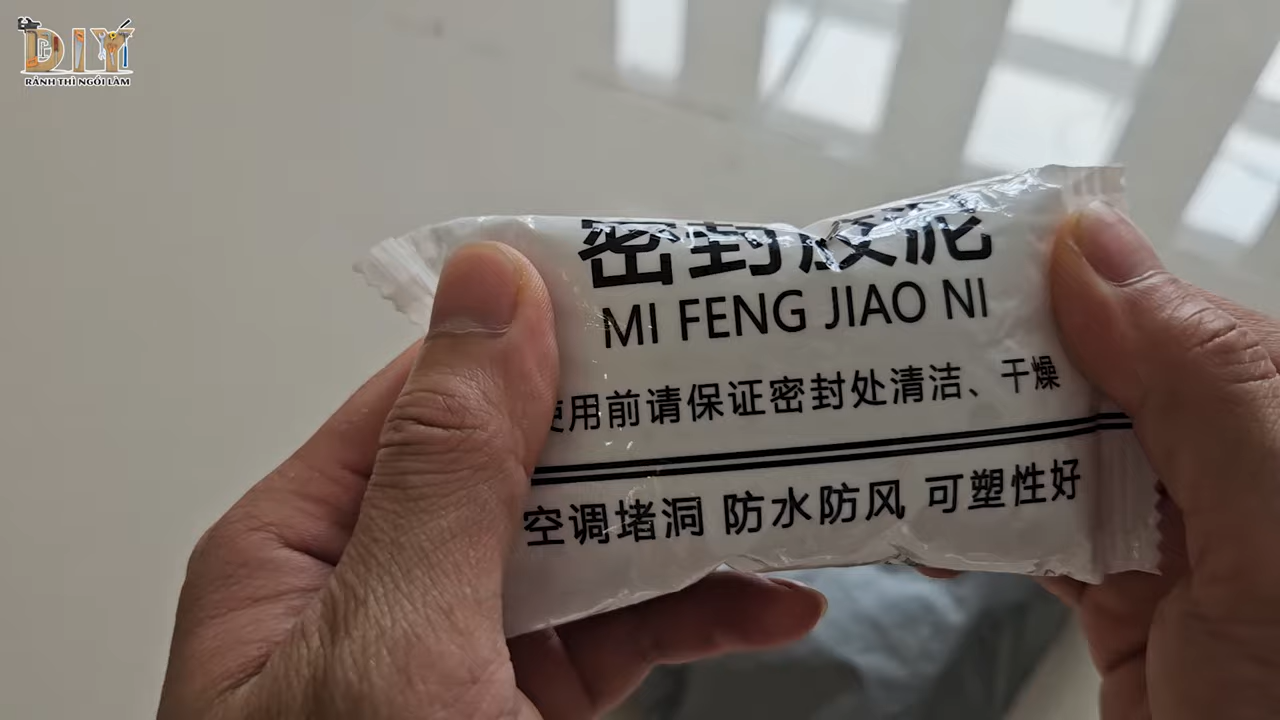 DIY
RẢNH THÌ NGỒI LÀM
密封胶泥
MI FENG JIAO NI
使用前请保证密封处清洁、干燥
空调堵洞 防水防风 可塑性好